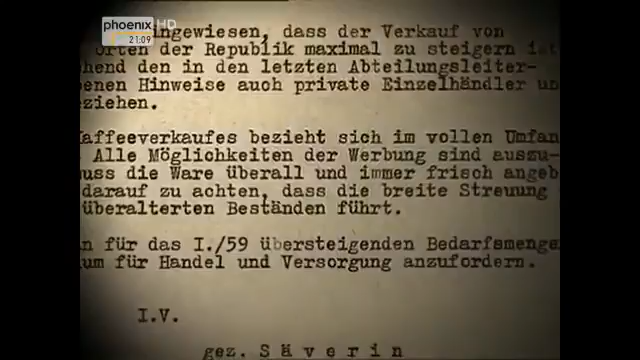 phoenix HD
21:09
ingewiesen, dass der Verkauf von
orten der Republik maximal zu steigern ist
hend den in den letzten Abteilungsleiter-
enen Hinweise auch private Einzelhändler un
ziehen.
affeeverkaufes bezieht sich im vollen Umfan
Alle Möglichkeiten der Werbung sind auszu-
uss die Ware überall und immer frisch angeb
darauf zu achten, dass die breite Streuung
überalterten Beständen führt.
n für das I./59 übersteigenden Bedarfsmenge
um für Handel und Versorgung anzufordern.
I.V.
gez. Säverin